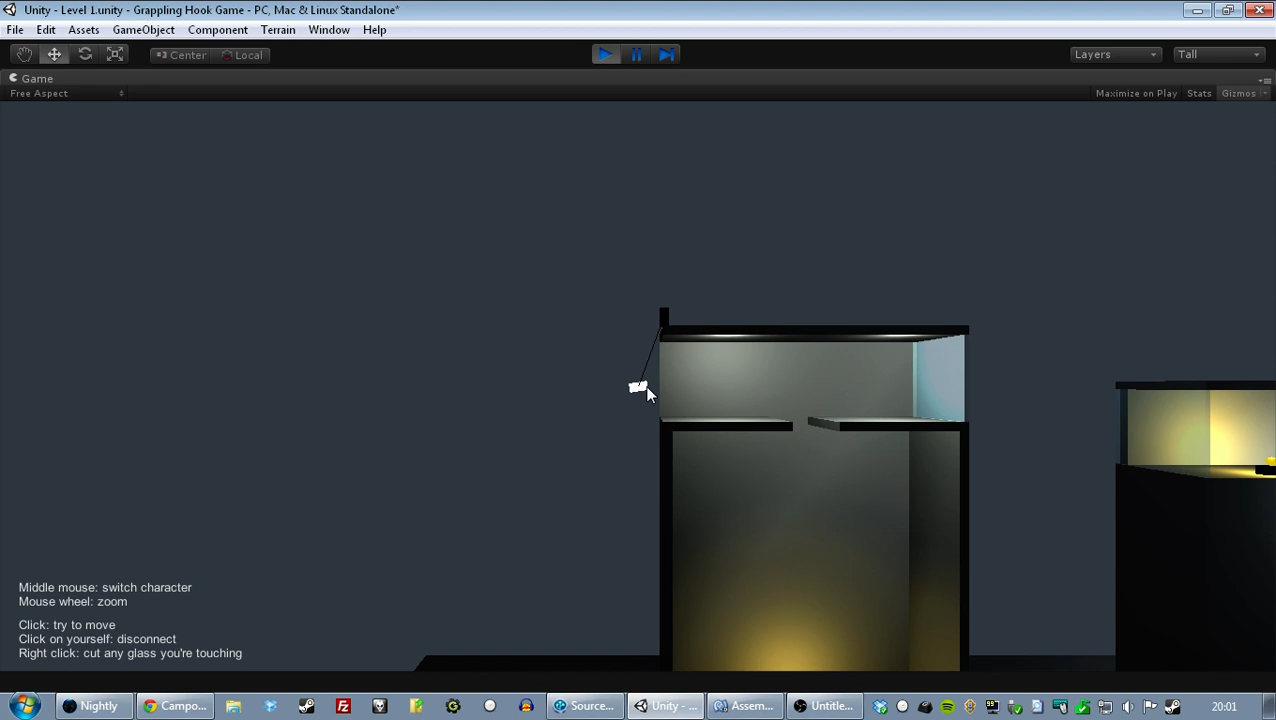 Unity - Level 1.unity - Grappling Hook Game - PC, Mac & Linux Standalone*
File Edit Assets GameObject Component Terrain Window Help
Center Local Layers Tall
Game
Free Aspect Maximize on Play Stats Gizmos
Middle mouse: switch character
Mouse wheel: zoom
Click: try to move
Click on yourself: disconnect
Right click: cut any glass you're touching
Nightly Campo... Source... Unity - ... Assem... Untitle... 20:01